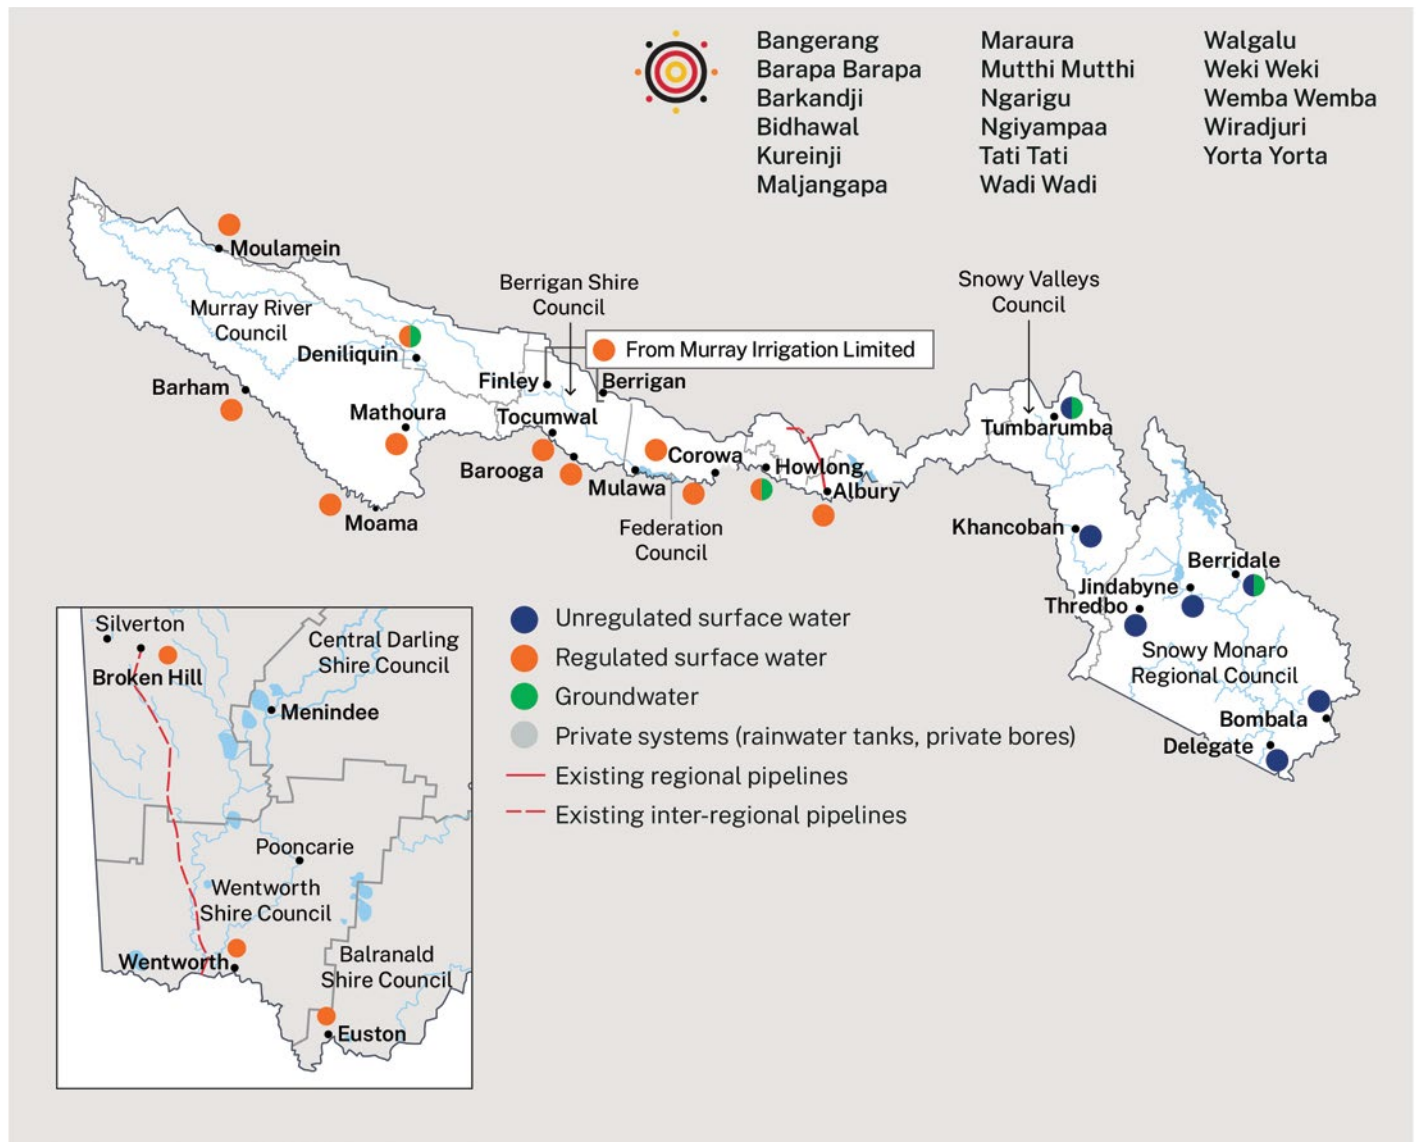 Bangerang
Barapa Barapa
Barkandji
Bidhawal
Kureinji
Maljangapa
Maraura
Mutthi Mutthi
Ngarigu
Ngiyampaa
Tati Tati
Wadi Wadi
Walgalu
Weki Weki
Wemba Wemba
Wiradjuri
Yorta Yorta
Moulamein
Murray River
Council
Deniliquin
Barham
Mathoura
Moama
Berrigan Shire
Council
From Murray Irrigation Limited
Finley
Berrigan
Tocumwal
Barooga
Mulawa
Corowa
Federation
Council
Howlong
Albury
Snowy Valleys
Council
Tumbarumba
Khancoban
Berridale
Jindabyne
Thredbo
Snowy Monaro
Regional Council
Bombala
Delegate
Silverton
Broken Hill
Central Darling
Shire Council
Menindee
Pooncarie
Wentworth
Shire Council
Wentworth
Balranald
Shire Council
Euston
Unregulated surface water
Regulated surface water
Groundwater
Private systems (rainwater tanks, private bores)
Existing regional pipelines
Existing inter-regional pipelines